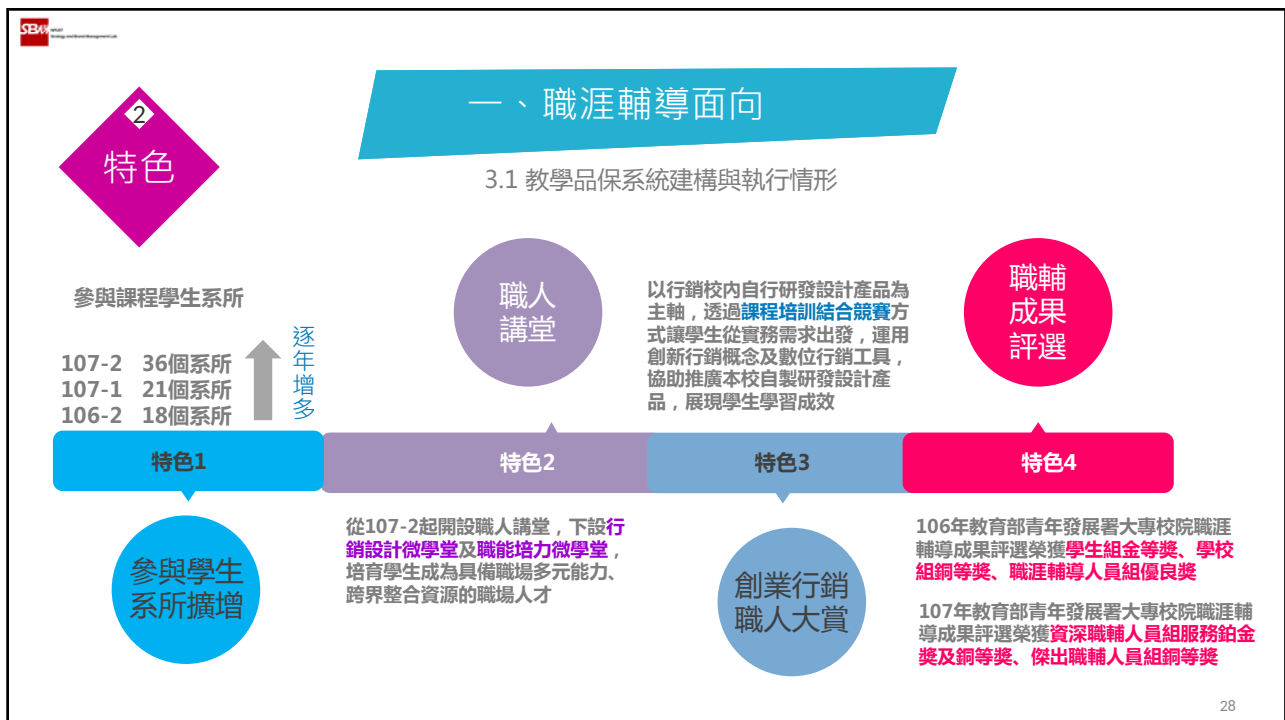 SBM
NPUST
Strategy and Brand Management Lab
一、職涯輔導面向
2
特色
3.1 教學品保系統建構與執行情形
參與課程學生系所
107-2 36個系所
107-1 21個系所
106-2 18個系所
逐年增多
職人
講堂
以行銷校內自行研發設計產品為
主軸，透過課程培訓結合競賽方
式讓學生從實務需求出發，運用
創新行銷概念及數位行銷工具，
協助推廣本校自製研發設計產
品，展現學生學習成效
職輔
成果
評選
特色1
特色2
特色3
特色4
參與學生
系所擴增
從107-2起開設職人講堂，下設行
銷設計微學堂及職能培力微學堂，
培育學生成為具備職場多元能力、
跨界整合資源的職場人才
創業行銷
職人大賞
106年教育部青年發展署大專校院職涯
輔導成果評選榮獲學生組金等獎、學校
組銅等獎、職涯輔導人員組優良獎
107年教育部青年發展署大專校院職涯輔
導成果評選榮獲資深職輔人員組服務鉑金
獎及銅等獎、傑出職輔人員組銅等獎
28